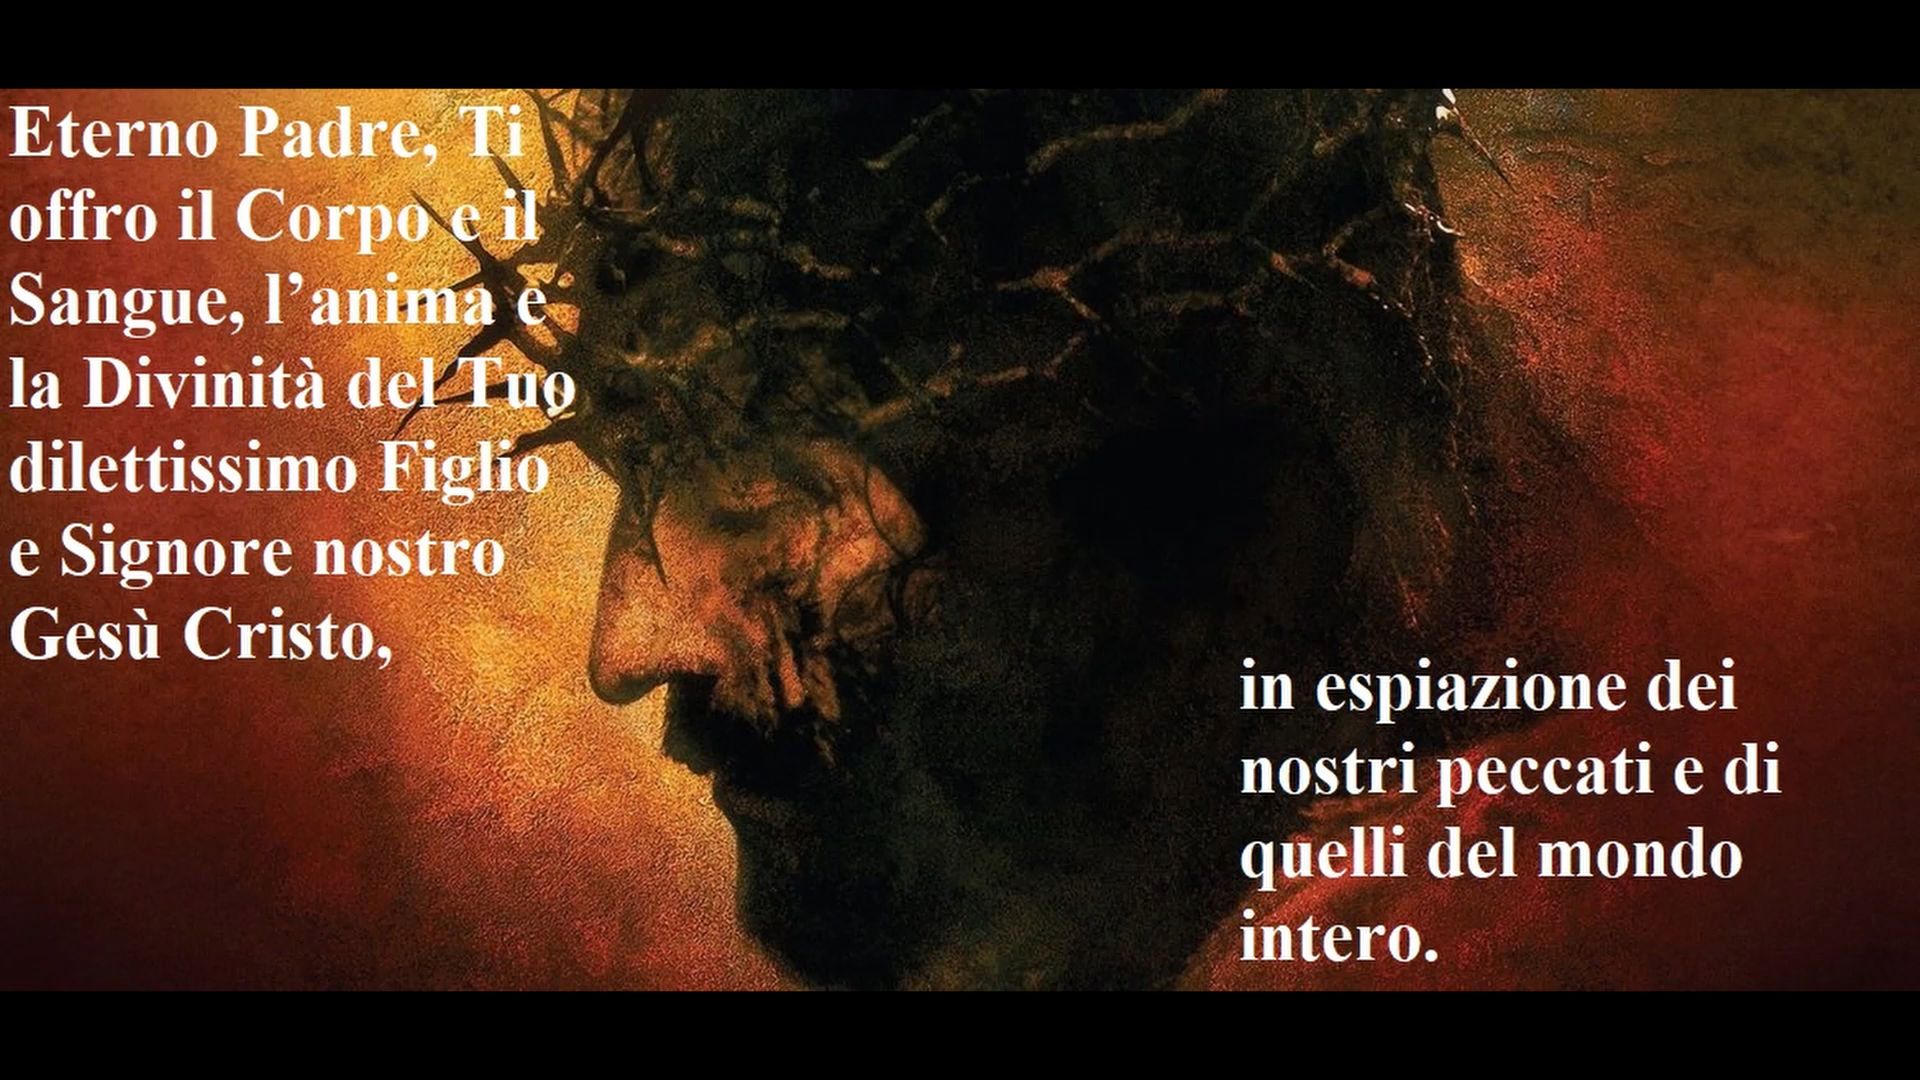 Eterno Padre, Ti
offro il Corpo e il
Sangue, l’anima e
la Divinità del Tuo
dilettissimo Figlio
e Signore nostro
Gesù Cristo,
in espiazione dei
nostri peccati e di
quelli del mondo
intero.